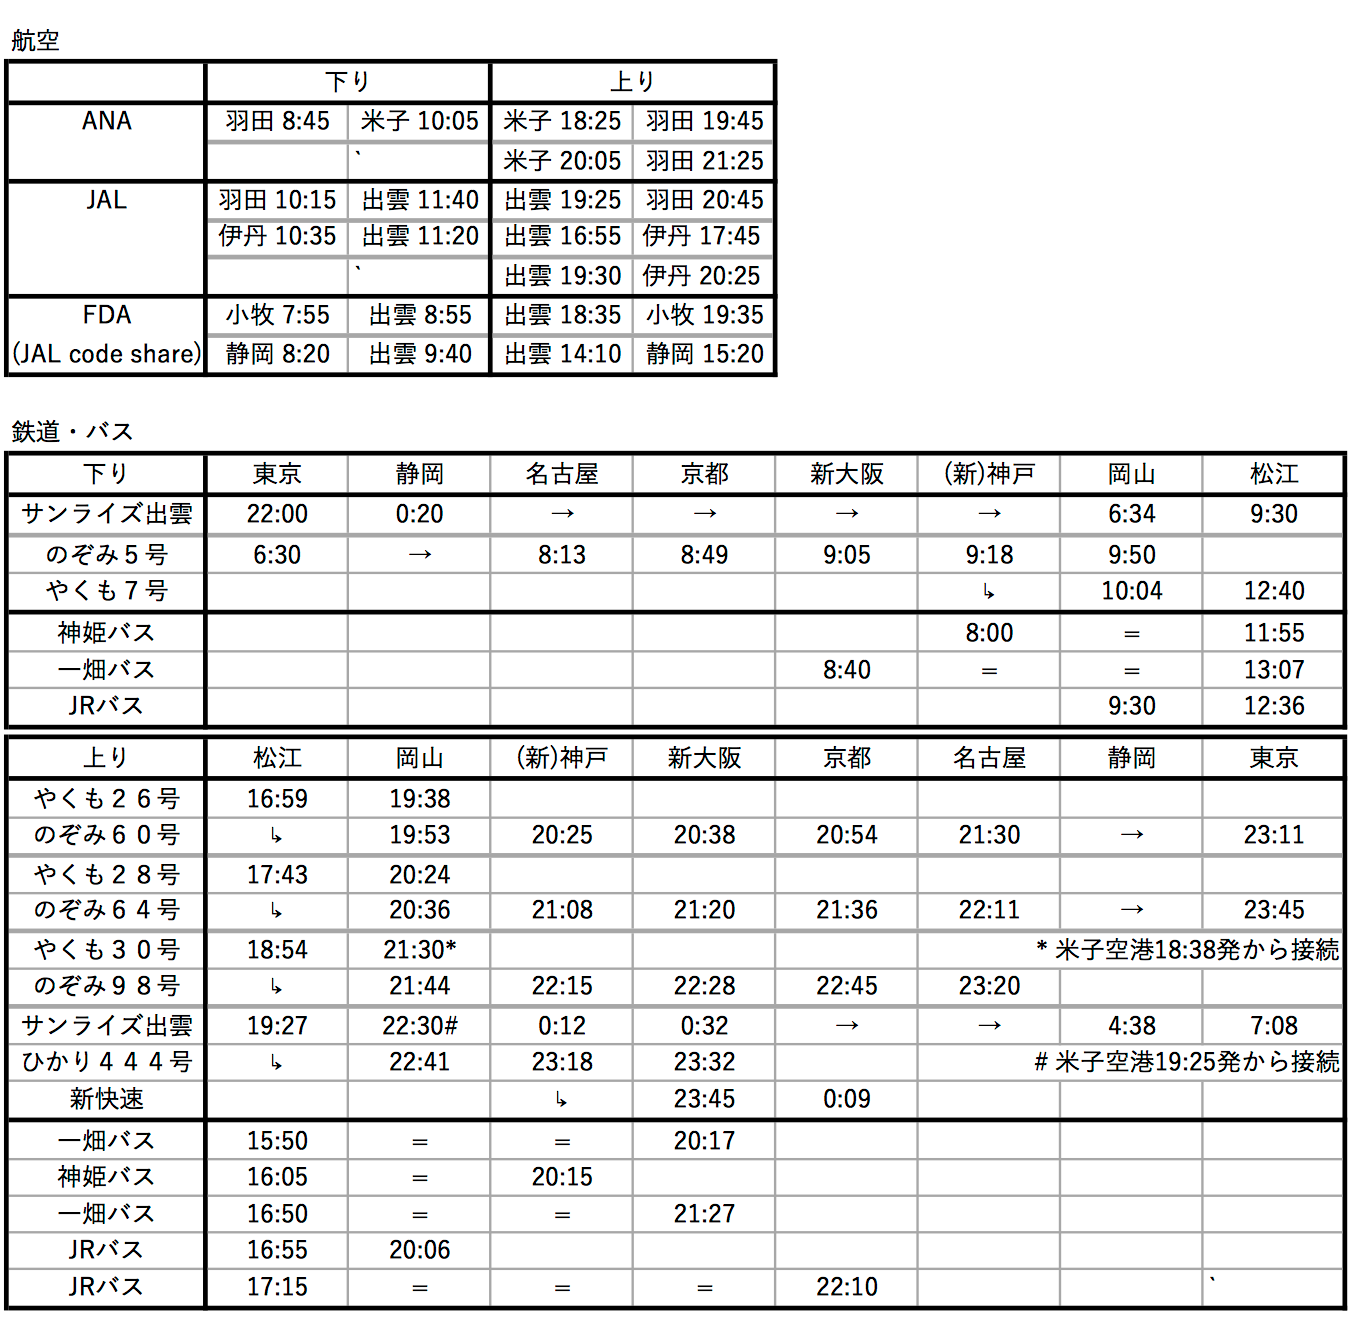 航空
下り 上り
ANA 羽田 8:45 米子 10:05 米子 18:25 羽田 19:45
` 米子 20:05 羽田 21:25
JAL 羽田 10:15 出雲 11:40 出雲 19:25 羽田 20:45
伊丹 10:35 出雲 11:20 出雲 16:55 伊丹 17:45
` 出雲 19:30 伊丹 20:25
FDA 小牧 7:55 出雲 8:55 出雲 18:35 小牧 19:35
(JAL code share) 静岡 8:20 出雲 9:40 出雲 14:10 静岡 15:20
鉄道・バス
下り 東京 静岡 名古屋 京都 新大阪 (新)神戸 岡山 松江
サンライズ出雲 22:00 0:20 → → → → 6:34 9:30
のぞみ５号 6:30 → 8:13 8:49 9:05 9:18 9:50
やくも７号 ↳ 10:04 12:40
神姫バス 8:00 = 11:55
一畑バス 8:40 = = 13:07
JRバス 9:30 12:36
上り 松江 岡山 (新)神戸 新大阪 京都 名古屋 静岡 東京
やくも２６号 16:59 19:38
のぞみ６０号 ↳ 19:53 20:25 20:38 20:54 21:30 → 23:11
やくも２８号 17:43 20:24
のぞみ６４号 ↳ 20:36 21:08 21:20 21:36 22:11 → 23:45
やくも３０号 18:54 21:30* * 米子空港18:38発から接続
のぞみ９８号 ↳ 21:44 22:15 22:28 22:45 23:20
サンライズ出雲 19:27 22:30# 0:12 0:32 → → 4:38 7:08
ひかり４４４号 ↳ 22:41 23:18 23:32 # 米子空港19:25発から接続
新快速 ↳ 23:45 0:09
一畑バス 15:50 = = 20:17
神姫バス 16:05 = 20:15
一畑バス 16:50 = = 21:27
JRバス 16:55 20:06
JRバス 17:15 = = = 22:10 `